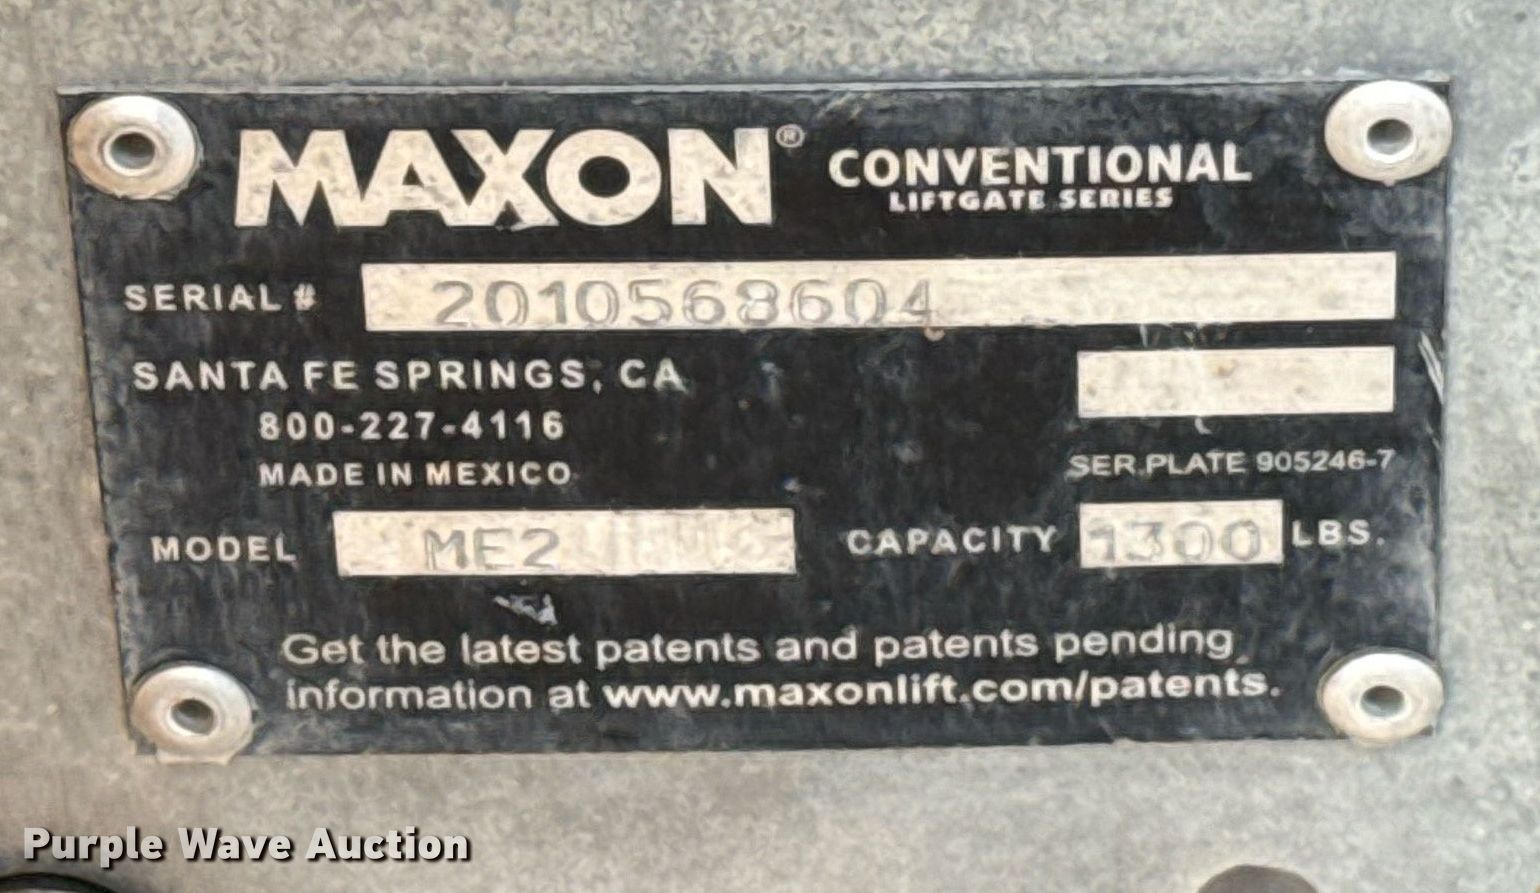 MAXON® CONVENTIONAL
LIFTGATE SERIES
SERIAL # 2010568604
SANTA FE SPRINGS, CA
800-227-4116
MADE IN MEXICO
SER.PLATE 905246-7
MODEL ME2 CAPACITY 1300 LBS.
Get the latest patents and patents pending
information at www.maxonlift.com/patents.
Purple Wave Auction